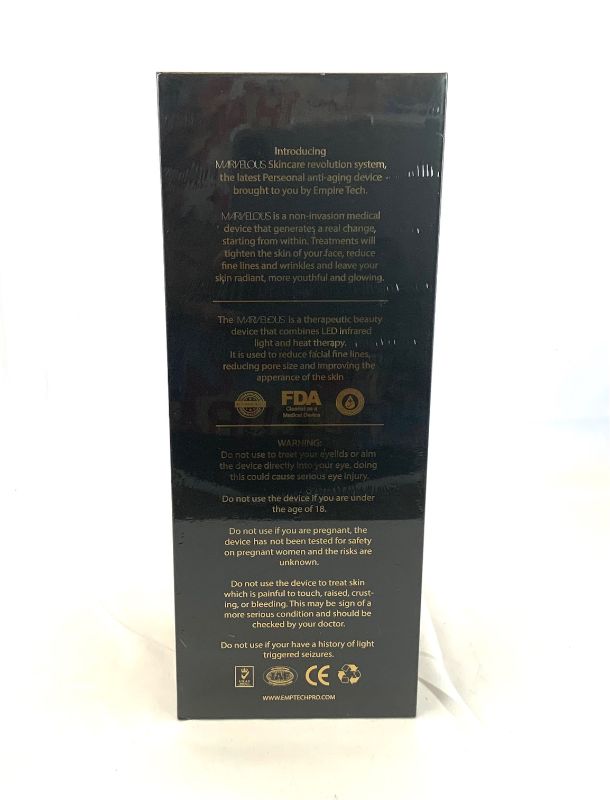 Introducing
MARVELOUS Skincare revolution system,
the latest Perseonal anti-aging device
brought to you by Empire Tech.
MARVELOUS is a non-invasion medical
device that generates a real change,
starting from within. Treatments will
tighten the skin of your face, reduce
fine lines and wrinkles and leave your
skin radiant, more youthful and glowing.
The MARVELOUS is a therapeutic beauty
device that combines LED infrared
light and heat therapy.
It is used to reduce facial fine lines,
reducing pore size and improving the
apperance of the skin
FDA
Cleared as a
Medical Device
WARNING:
Do not use to treet your eyelids or aim
the device directly into your eye, doing
this could cause serious eye injury.
Do not use the device if you are under
the age of 18.
Do not use if you are pregnant, the
device has not been tested for safety
on pregnant women and the risks are
unknown.
Do not use the device to treat skin
which is painful to touch, raised, crust-
ing, or bleeding. This may be sign of a
more serious condition and should be
checked by your doctor.
Do not use if your have a history of light
triggered seizures.
CE
WWW.EMPTECHPRO.COM